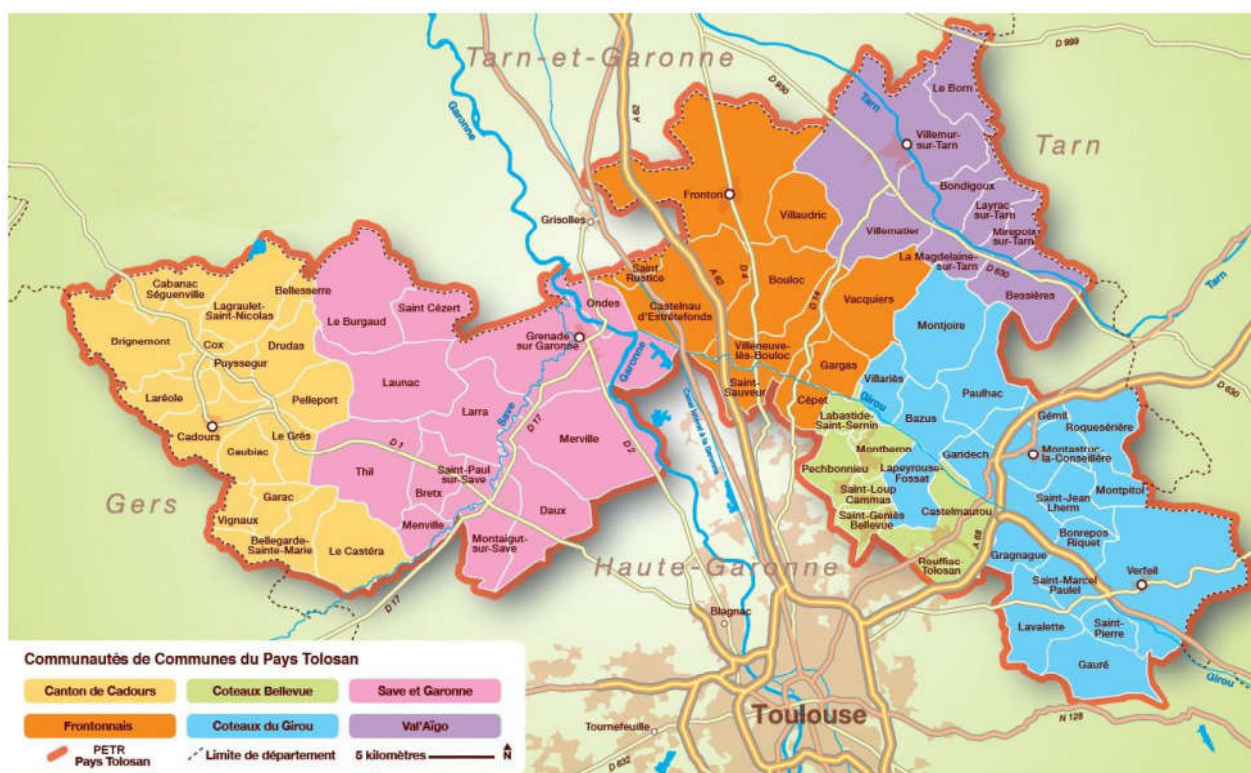 Tarn-et-Garonne
D 999
Le Born
Garonne
A 62
D 630
Tarn
Villemur-
sur-Tarn
Tarn
Fronton
Bondigoux
Layrac-
sur-Tarn
Grisolles
Villaudric
Villematier
Mirepoix-
sur-Tarn
La Magdelaine-
sur-Tarn
D 630
Tarn
Saint
Rustice
A 62
D 4
Bouloc
D 14
Vacquiers
Bessières
Cabanac
Séguenville
Bellesserre
Lagraulet-
Saint-Nicolas
Saint Cézert
Le Burgaud
Ondes
Castelnau
d'Estrétefonds
Montjoire
Brignemont
Cox
Drudas
Puyssegur
Grenade
sur Garonne
Garonne
Villeneuve-
lès-Bouloc
Gargas
Villariès
D 630
Launac
Saint-
Sauveur
Cépet
Girou
Paulhac
Laréole
Pelleport
Larra
Save
D 17
Canal latéral à la Garonne
Labastide-
Saint-Sernin
Bazus
Gémil
Roquesérière
Cadours
Le Grès
D 1
Merville
D 2
Montberon
Garidech
Montastruc-
la-Conseillère
Caubiac
Thil
Saint-Paul
sur-Save
Pechbonnieu
Lapeyrouse-
Fossat
Montpitol
Gers
Garac
Bretx
Saint-Loup
Cammas
Saint-Jean
Lherm
Vignaux
Menville
Daux
Saint-Geniès
Bellevue
Castelmaurou
Bonrepos
Riquet
Bellegarde-
Sainte-Marie
Le Castéra
Montaigut-
sur-Save
Haute-Garonne
Rouffiac-
Tolosan
A 68
Gragnague
Saint-Marcel
Paulel
Verfeil
D 17
Blagnac
Lavalette
Saint-
Pierre
Gauré
Girou
Toulouse
N 126
Tournefeuille
D 632
Communautés de Communes du Pays Tolosan
Canton de Cadours
Coteaux Bellevue
Save et Garonne
Frontonnais
Coteaux du Girou
Val'Aïgo
PETR
Pays Tolosan
Limite de département
5 kilomètres
N